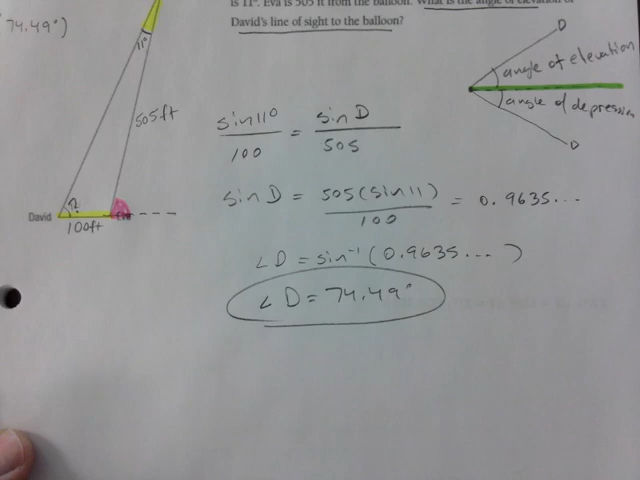 is 11°. Eva is 505 ft from the balloon. What is the angle of elevation of
David's line of sight to the balloon?
74.49°)
11°
505 ft
?
David
100ft
sin 11° / 100 = sin D / 505
sin D = 505 (sin 11) / 100 = 0.9635...
∠D = sin⁻¹ (0.9635...)
∠D = 74.49°
D
angle of elevation
angle of depression
D